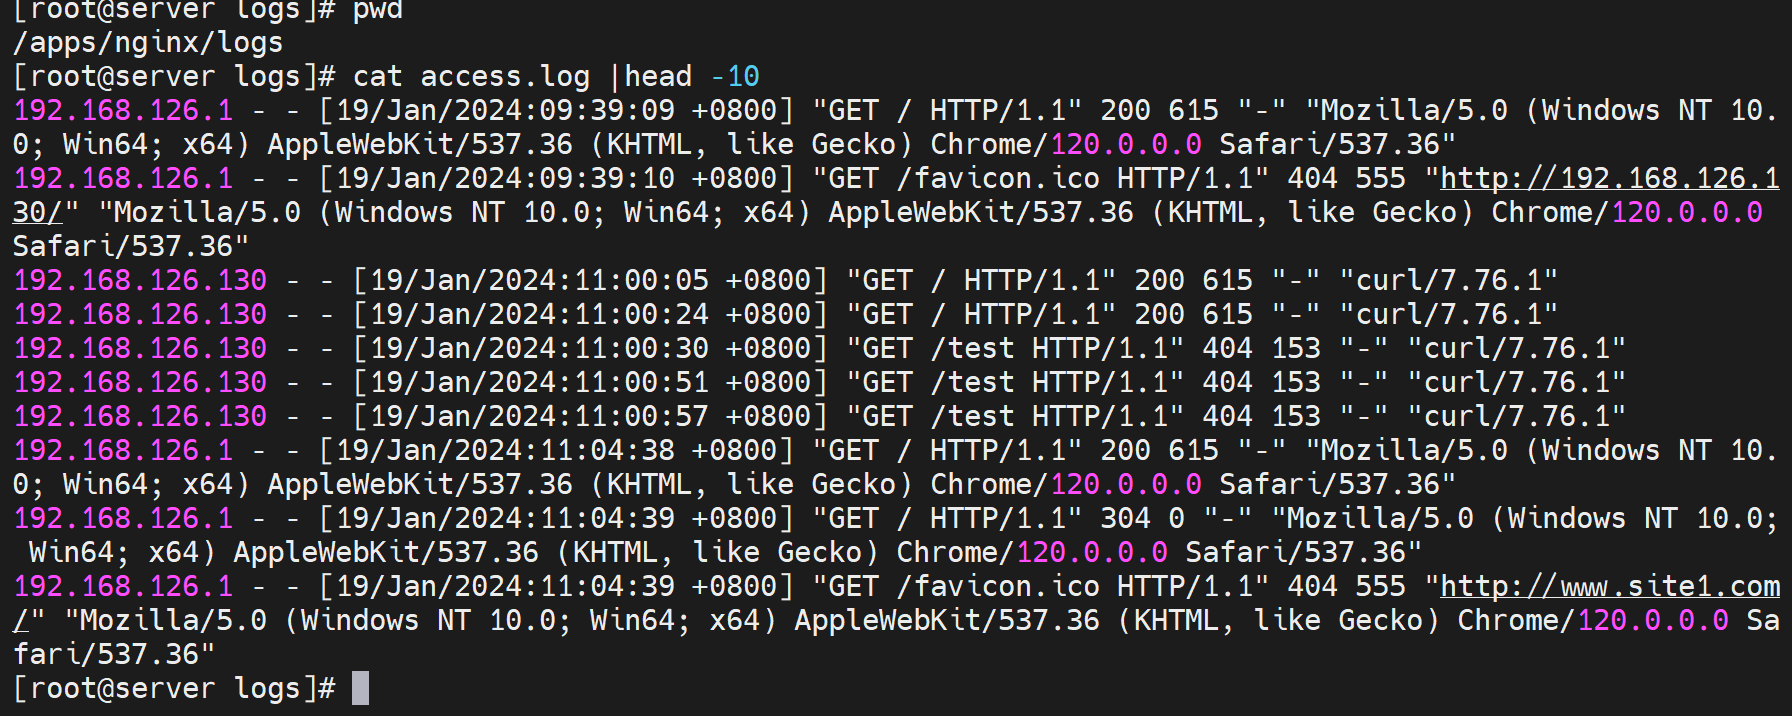 [root@server logs]# pwd
/apps/nginx/logs
[root@server logs]# cat access.log |head -10
192.168.126.1 - - [19/Jan/2024:09:39:09 +0800] "GET / HTTP/1.1" 200 615 "-" "Mozilla/5.0 (Windows NT 10.
0; Win64; x64) AppleWebKit/537.36 (KHTML, like Gecko) Chrome/120.0.0.0 Safari/537.36"
192.168.126.1 - - [19/Jan/2024:09:39:10 +0800] "GET /favicon.ico HTTP/1.1" 404 555 "http://192.168.126.1
30/" "Mozilla/5.0 (Windows NT 10.0; Win64; x64) AppleWebKit/537.36 (KHTML, like Gecko) Chrome/120.0.0.0
Safari/537.36"
192.168.126.130 - - [19/Jan/2024:11:00:05 +0800] "GET / HTTP/1.1" 200 615 "-" "curl/7.76.1"
192.168.126.130 - - [19/Jan/2024:11:00:24 +0800] "GET / HTTP/1.1" 200 615 "-" "curl/7.76.1"
192.168.126.130 - - [19/Jan/2024:11:00:30 +0800] "GET /test HTTP/1.1" 404 153 "-" "curl/7.76.1"
192.168.126.130 - - [19/Jan/2024:11:00:51 +0800] "GET /test HTTP/1.1" 404 153 "-" "curl/7.76.1"
192.168.126.130 - - [19/Jan/2024:11:00:57 +0800] "GET /test HTTP/1.1" 404 153 "-" "curl/7.76.1"
192.168.126.1 - - [19/Jan/2024:11:04:38 +0800] "GET / HTTP/1.1" 200 615 "-" "Mozilla/5.0 (Windows NT 10.
0; Win64; x64) AppleWebKit/537.36 (KHTML, like Gecko) Chrome/120.0.0.0 Safari/537.36"
192.168.126.1 - - [19/Jan/2024:11:04:39 +0800] "GET / HTTP/1.1" 304 0 "-" "Mozilla/5.0 (Windows NT 10.0;
 Win64; x64) AppleWebKit/537.36 (KHTML, like Gecko) Chrome/120.0.0.0 Safari/537.36"
192.168.126.1 - - [19/Jan/2024:11:04:39 +0800] "GET /favicon.ico HTTP/1.1" 404 555 "http://www.site1.com
/" "Mozilla/5.0 (Windows NT 10.0; Win64; x64) AppleWebKit/537.36 (KHTML, like Gecko) Chrome/120.0.0.0 Sa
fari/537.36"
[root@server logs]#